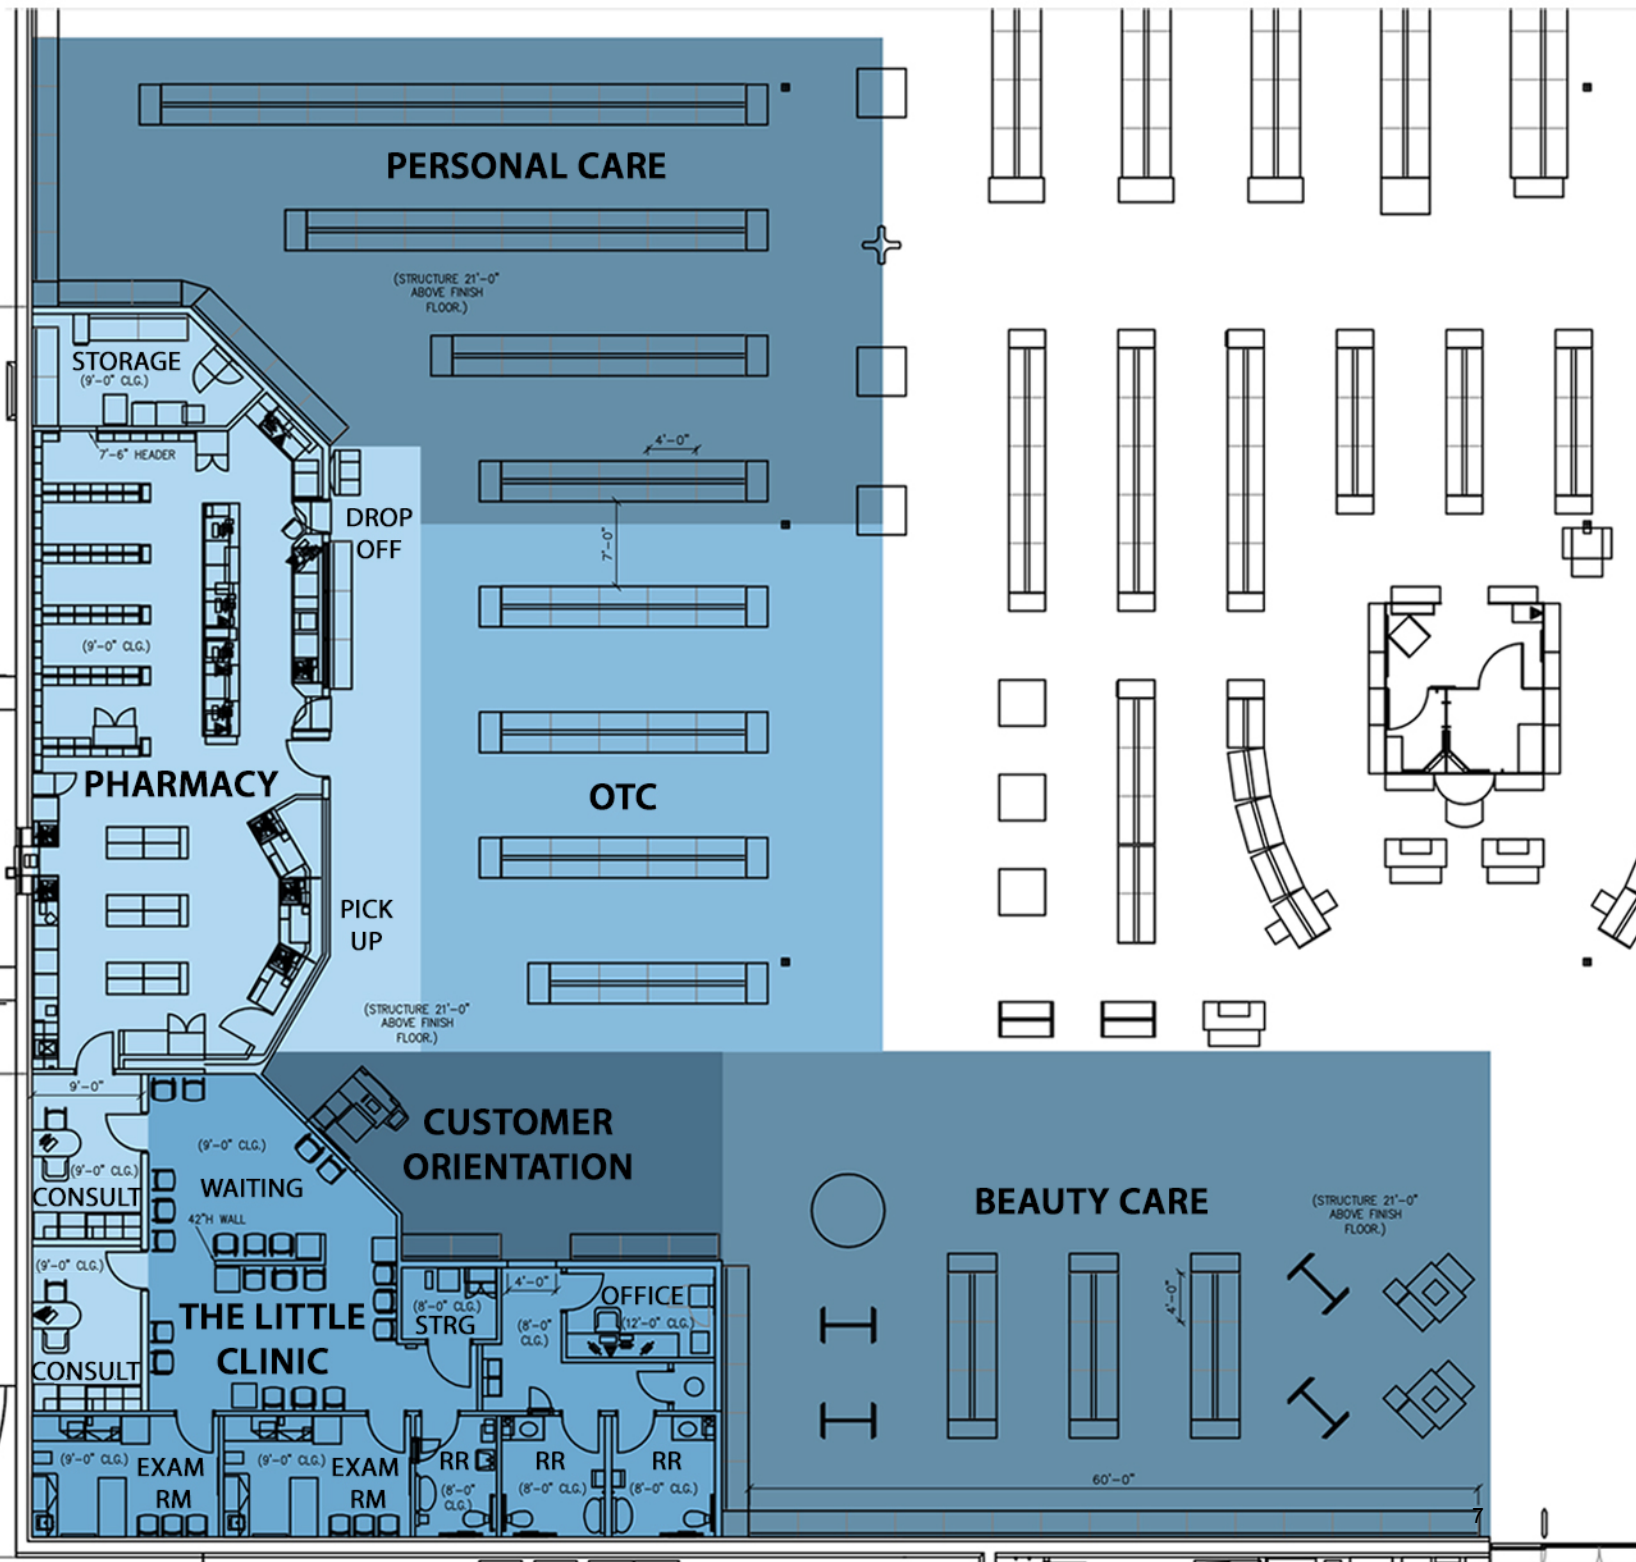 PERSONAL CARE
(STRUCTURE 21'-0"
ABOVE FINISH
FLOOR.)
STORAGE
(9'-0" CLG.)
7'-6" HEADER
4'-0"
DROP
OFF
7'-0"
(9'-0" CLG.)
PHARMACY
OTC
PICK
UP
(STRUCTURE 21'-0"
ABOVE FINISH
FLOOR.)
9'-0"
CUSTOMER
ORIENTATION
(9'-0" CLG.)
(9'-0" CLG.)
CONSULT
WAITING
42"H WALL
BEAUTY CARE
(STRUCTURE 21'-0"
ABOVE FINISH
FLOOR.)
(9'-0" CLG.)
4'-0"
OFFICE
(12'-0" CLG.)
4'-0"
(8'-0" CLG.)
STRG
(8'-0"
CLG.)
THE LITTLE
CLINIC
CONSULT
(9'-0" CLG.)
EXAM
RM
(9'-0" CLG.)
EXAM
RM
RR
(8'-0"
CLG.)
RR
(8'-0" CLG.)
RR
(8'-0" CLG.)
60'-0"
7